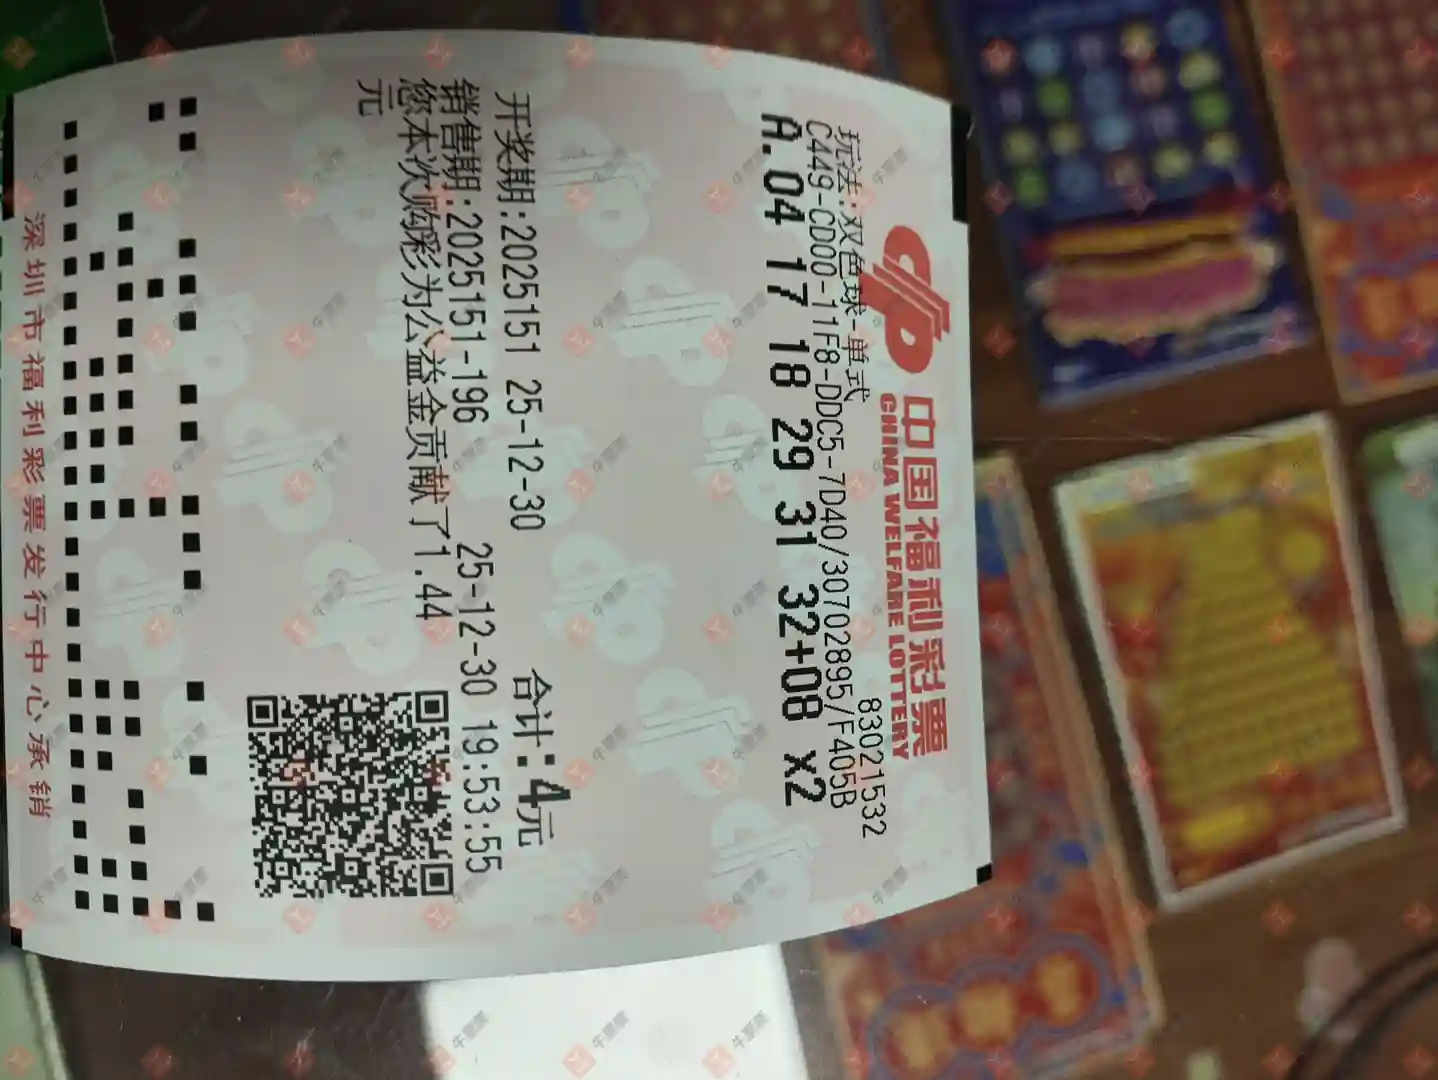 中国福利彩票
CHINA WELFARE LOTTERY
玩法:双色球-单式
83021532
C449-CD00-11F8-DDC5-7D40/30702895/F405B
A.04 17 18 29 31 32+08 x2
开奖期:2025151 25-12-30
合计:4元
销售期:2025151-196
25-12-30 19:53:55
您本次购彩为公益金贡献了1.44
元
深圳市福利彩票发行中心承销